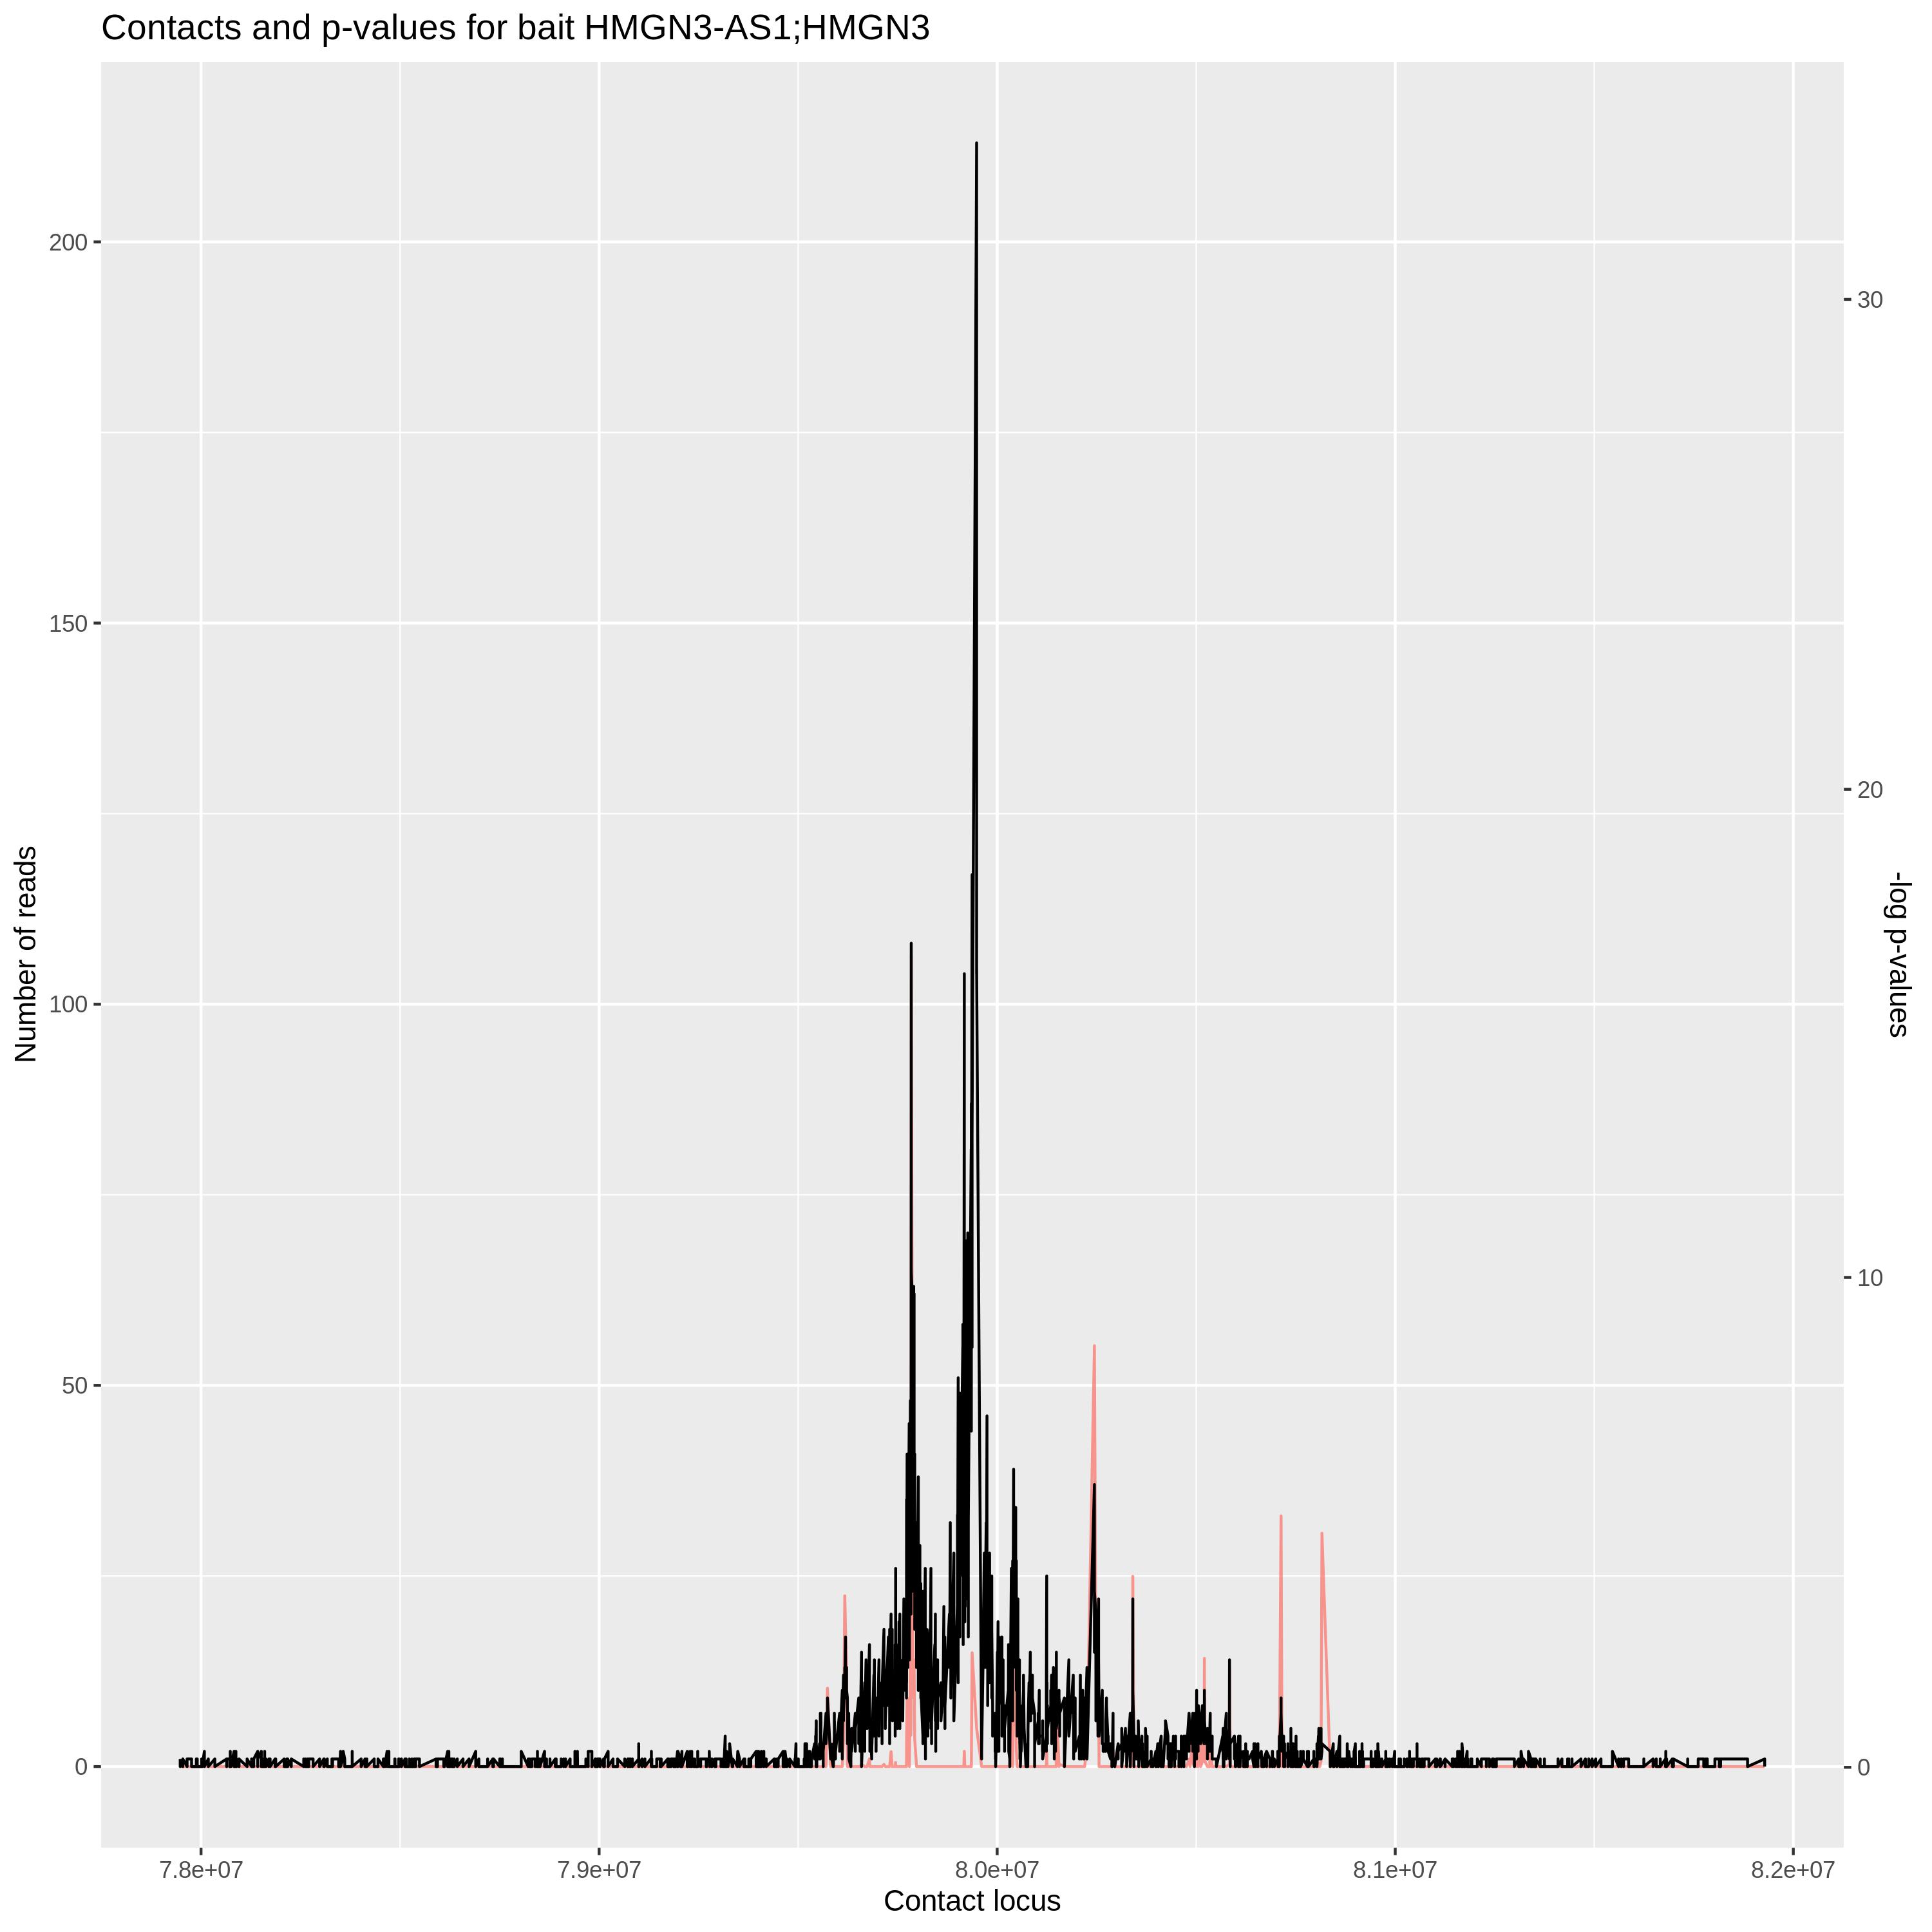 Contacts and p-values for bait HMGN3-AS1;HMGN3
200
150
100
50
0
Number of reads
30
20
10
0
-log p-values
7.8e+07
7.9e+07
8.0e+07
8.1e+07
8.2e+07
Contact locus